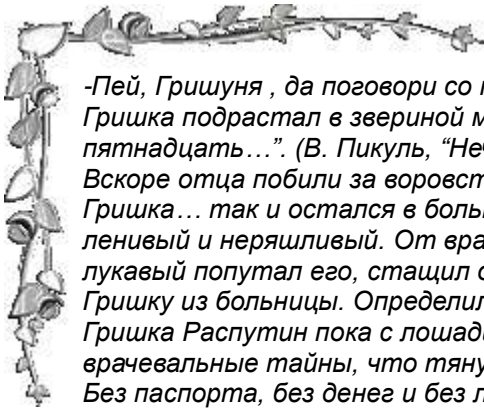 -Пей, Гришуня , да поговори со
Гришка подрастал в звериной
пятнадцать…”. (В. Пикуль, “Не
Вскоре отца побили за воровст
Гришка… так и остался в боль
ленивый и неряшливый. От вра
лукавый попутал его, стащил
Гришку из больницы. Определил
Гришка Распутин пока с лошад
врачевальные тайны, что тяну
Без паспорта, без денег и без